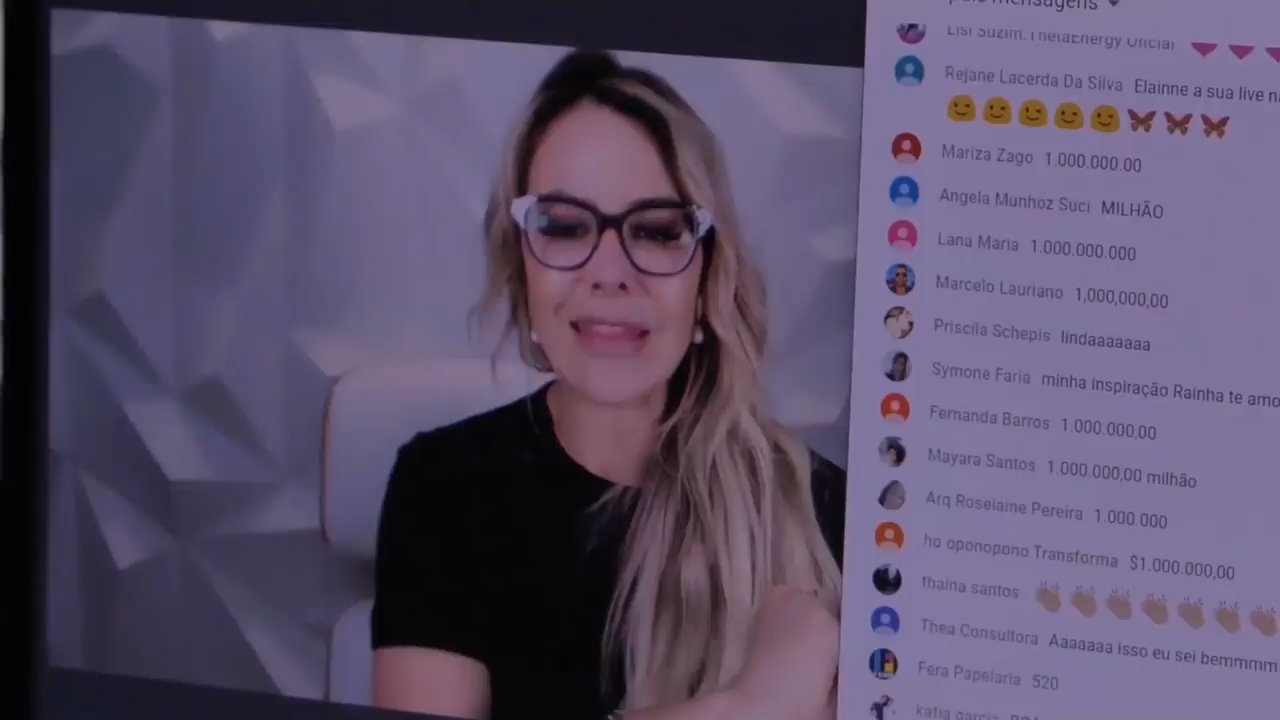 mensagens
Lisi Suzim.ThetaEnergy Oficial
Rejane Lacerda Da Silva Elainne a sua live
Mariza Zago 1.000.000.00
Angela Munhoz Suci MILHÃO
Lana Maria 1.000.000.000
Marcelo Lauriano 1,000,000,00
Priscila Schepis lindaaaaaaa
Symone Faria minha inspiração Rainha te amo
Fernanda Barros 1.000.000,00
Mayara Santos 1.000.000,00 milhão
Arq Roselaine Pereira 1.000.000
ho oponopono Transforma $1.000.000,00
thaina santos
Thea Consultora Aaaaaaa isso eu sei bemmmm
Fera Papelaria 520
katia garcia